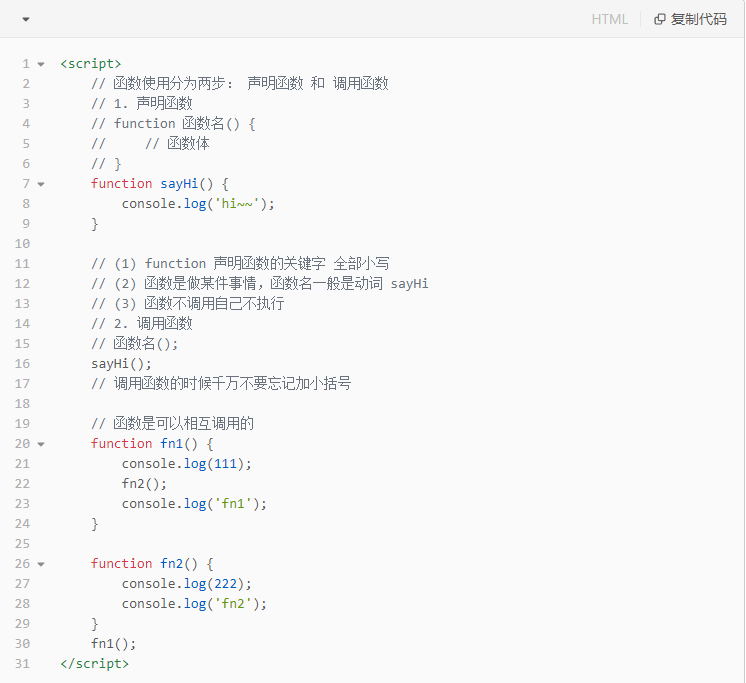 HTML 复制代码
1 <script>
2 // 函数使用分为两步： 声明函数 和 调用函数
3 // 1. 声明函数
4 // function 函数名() {
5 //     // 函数体
6 // }
7 function sayHi() {
8     console.log('hi~~');
9 }
10
11 // (1) function 声明函数的关键字 全部小写
12 // (2) 函数是做某件事情，函数名一般是动词 sayHi
13 // (3) 函数不调用自己不执行
14 // 2. 调用函数
15 // 函数名();
16 sayHi();
17 // 调用函数的时候千万不要忘记加小括号
18
19 // 函数是可以相互调用的
20 function fn1() {
21     console.log(111);
22     fn2();
23     console.log('fn1');
24 }
25
26 function fn2() {
27     console.log(222);
28     console.log('fn2');
29 }
30 fn1();
31 </script>